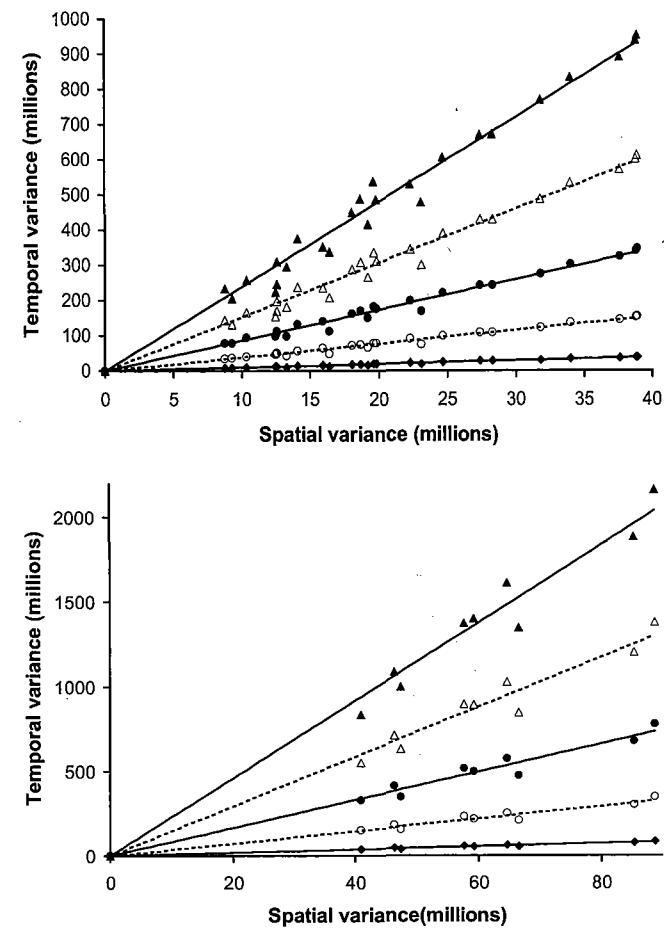 1000
900
800
700
600
500
400
300
200
100
0
Temporal variance (millions)
0 5 10 15 20 25 30 35 40
Spatial variance (millions)
2000
1500
1000
500
0
Temporal variance (millions)
0 20 40 60 80
Spatial variance(millions)